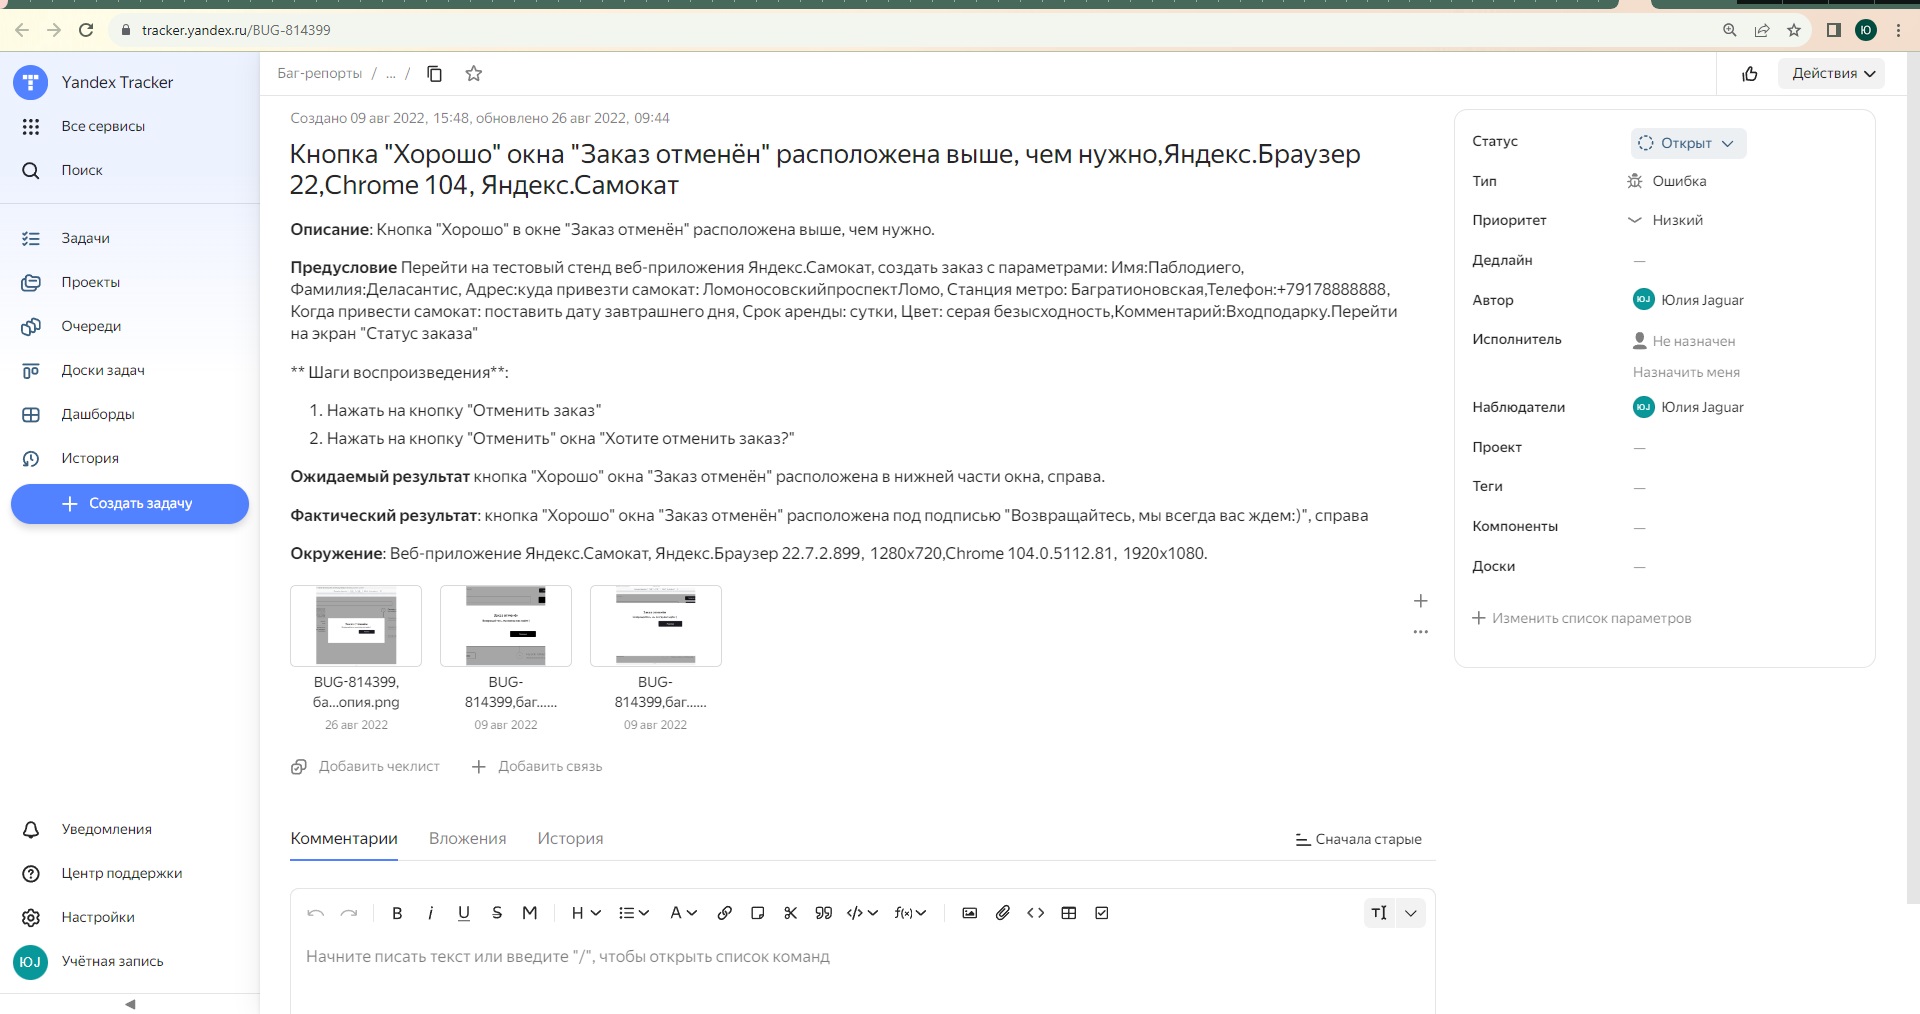 tracker.yandex.ru/BUG-814399
Ю
Yandex Tracker
Все сервисы
Поиск
Задачи
Проекты
Очереди
Доски задач
Дашборды
История
Создать задачу
Уведомления
Центр поддержки
Настройки
ЮJ Учётная запись
Баг-репорты / ... /
Действия
Создано 09 авг 2022, 15:48, обновлено 26 авг 2022, 09:44
Кнопка "Хорошо" окна "Заказ отменён" расположена выше, чем нужно,Яндекс.Браузер
22,Chrome 104, Яндекс.Самокат
Описание: Кнопка "Хорошо" в окне "Заказ отменён" расположена выше, чем нужно.
Предусловие Перейти на тестовый стенд веб-приложения Яндекс.Самокат, создать заказ с параметрами: Имя:Паблодиего,
Фамилия:Деласантис, Адрес:куда привезти самокат: ЛомоносовскийпроспектЛомо, Станция метро: Багратионовская,Телефон:+79178888888,
Когда привести самокат: поставить дату завтрашнего дня, Срок аренды: сутки, Цвет: серая безысходность,Комментарий:Входподарку.Перейти
на экран "Статус заказа"
** Шаги воспроизведения**:
1. Нажать на кнопку "Отменить заказ"
2. Нажать на кнопку "Отменить" окна "Хотите отменить заказ?"
Ожидаемый результат кнопка "Хорошо" окна "Заказ отменён" расположена в нижней части окна, справа.
Фактический результат: кнопка "Хорошо" окна "Заказ отменён" расположена под подписью "Возвращайтесь, мы всегда вас ждем:)", справа
Окружение: Веб-приложение Яндекс.Самокат, Яндекс.Браузер 22.7.2.899, 1280x720,Chrome 104.0.5112.81, 1920x1080.
BUG-814399,
ба...опия.png
26 авг 2022
BUG-
814399,баг......
09 авг 2022
BUG-
814399,баг......
09 авг 2022
Добавить чеклист
Добавить связь
Комментарии
Вложения
История
Сначала старые
B i U S M H A f(x) TI
Начните писать текст или введите "/", чтобы открыть список команд
Статус Открыт
Тип Ошибка
Приоритет Низкий
Дедлайн —
Автор ЮJ Юлия Jaguar
Исполнитель Не назначен
Назначить меня
Наблюдатели ЮJ Юлия Jaguar
Проект —
Теги —
Компоненты —
Доски —
Изменить список параметров